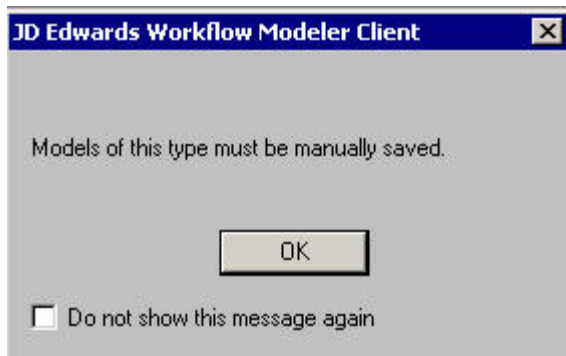 JD Edwards Workflow Modeler Client
Models of this type must be manually saved.
OK
Do not show this message again